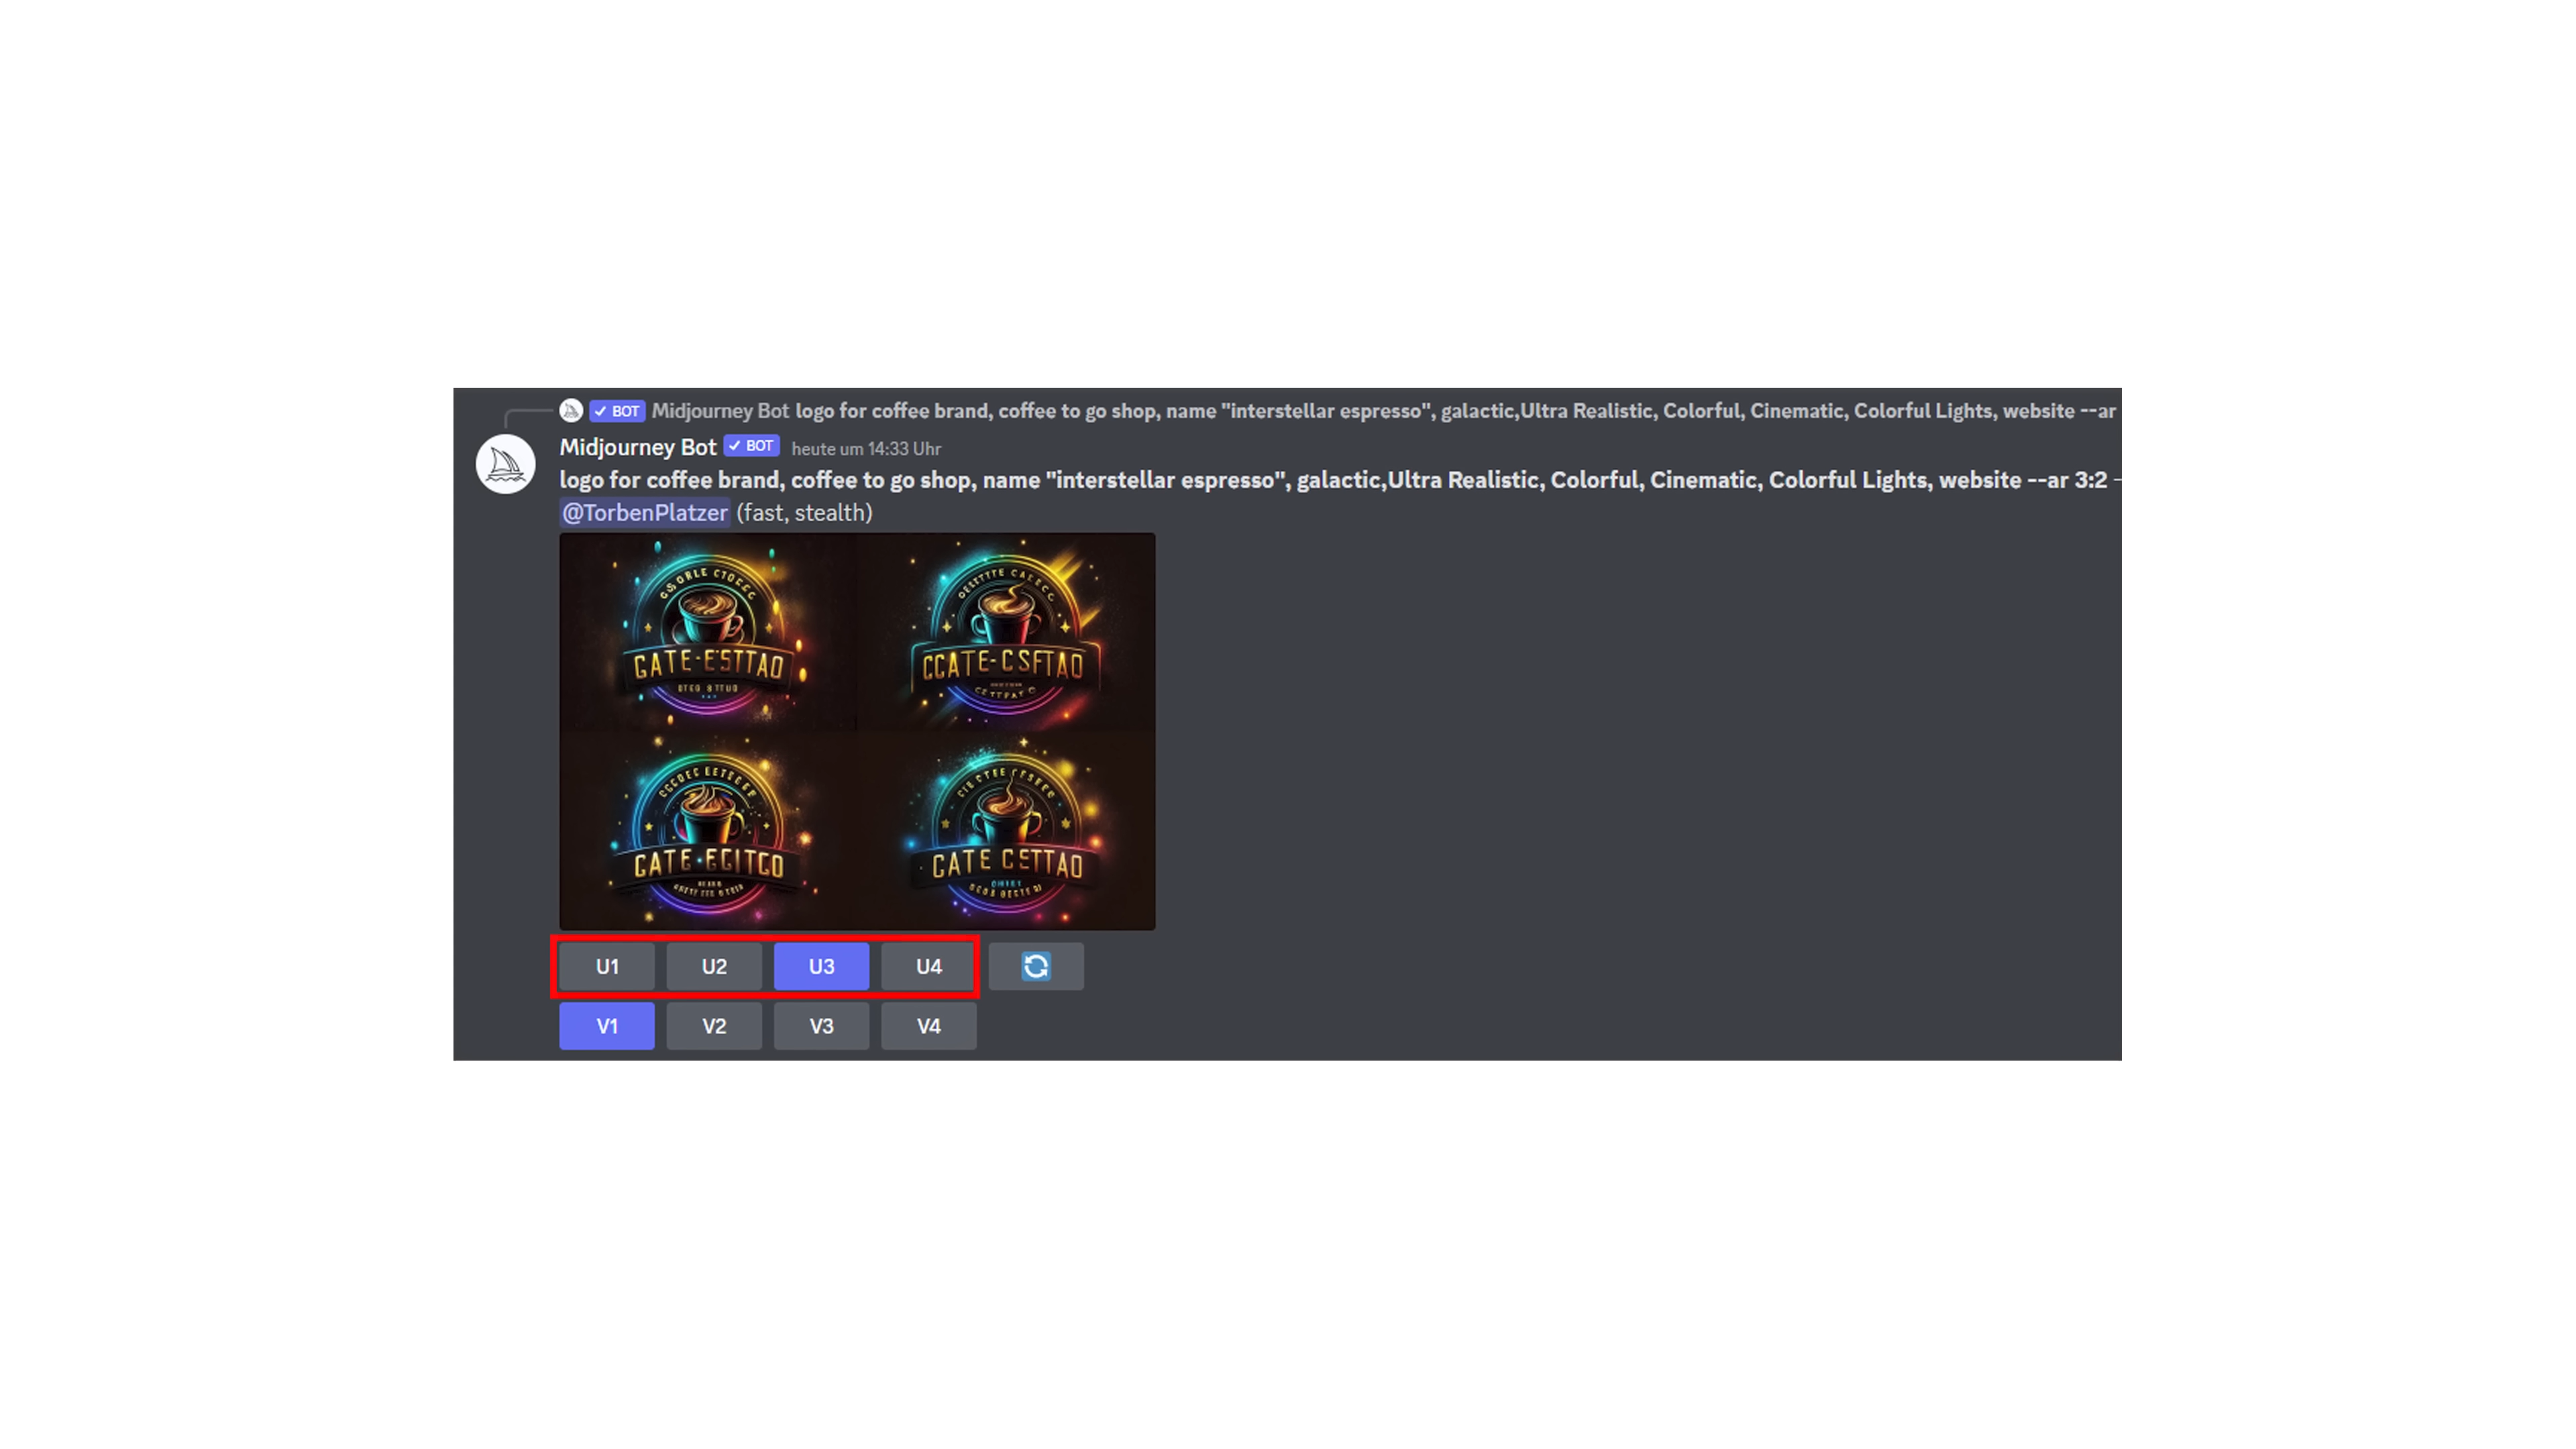 BOT Midjourney Bot logo for coffee brand, coffee to go shop, name "interstellar espresso", galactic,Ultra Realistic, Colorful, Cinematic, Colorful Lights, website --ar
Midjourney Bot BOT heute um 14:33 Uhr
logo for coffee brand, coffee to go shop, name "interstellar espresso", galactic,Ultra Realistic, Colorful, Cinematic, Colorful Lights, website --ar 3:2 -
@TorbenPlatzer (fast, stealth)
GATE-ESTTAO
CCATE-CSFTAO
GATE·EGITGO
CATE CETTAO
U1 U2 U3 U4
V1 V2 V3 V4